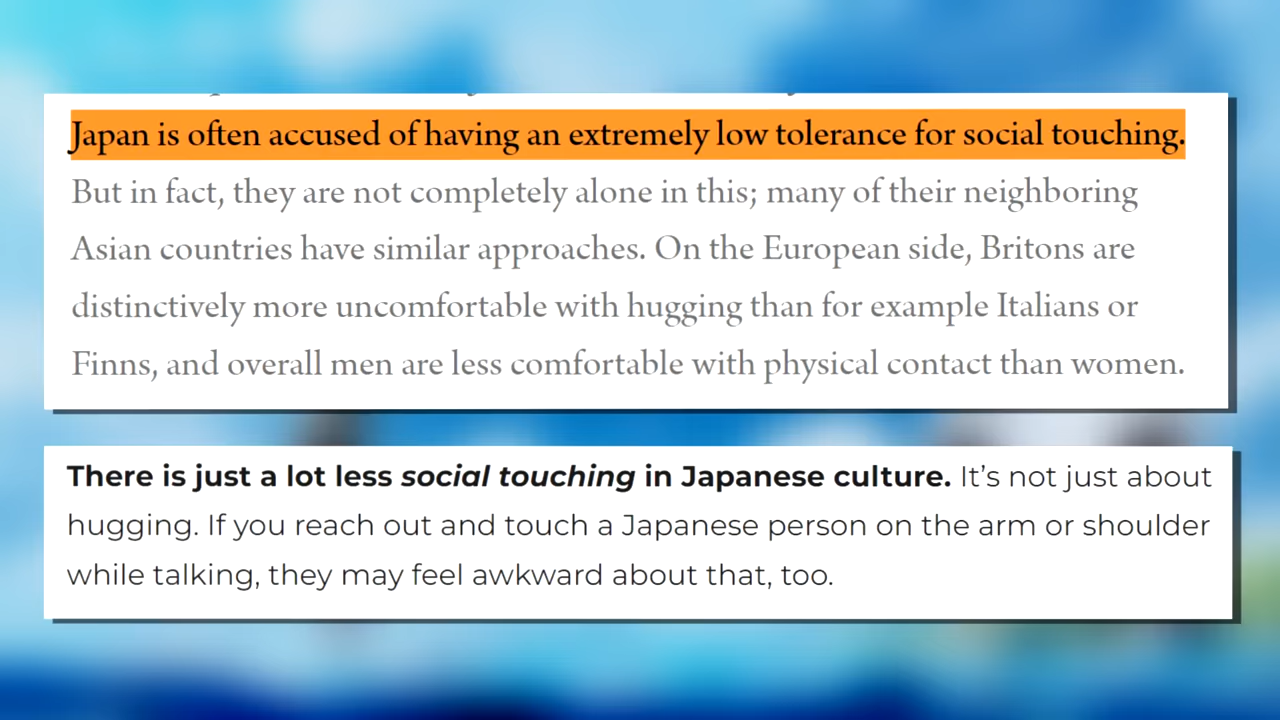 Japan is often accused of having an extremely low tolerance for social touching.
But in fact, they are not completely alone in this; many of their neighboring
Asian countries have similar approaches. On the European side, Britons are
distinctively more uncomfortable with hugging than for example Italians or
Finns, and overall men are less comfortable with physical contact than women.
There is just a lot less social touching in Japanese culture. It’s not just about
hugging. If you reach out and touch a Japanese person on the arm or shoulder
while talking, they may feel awkward about that, too.